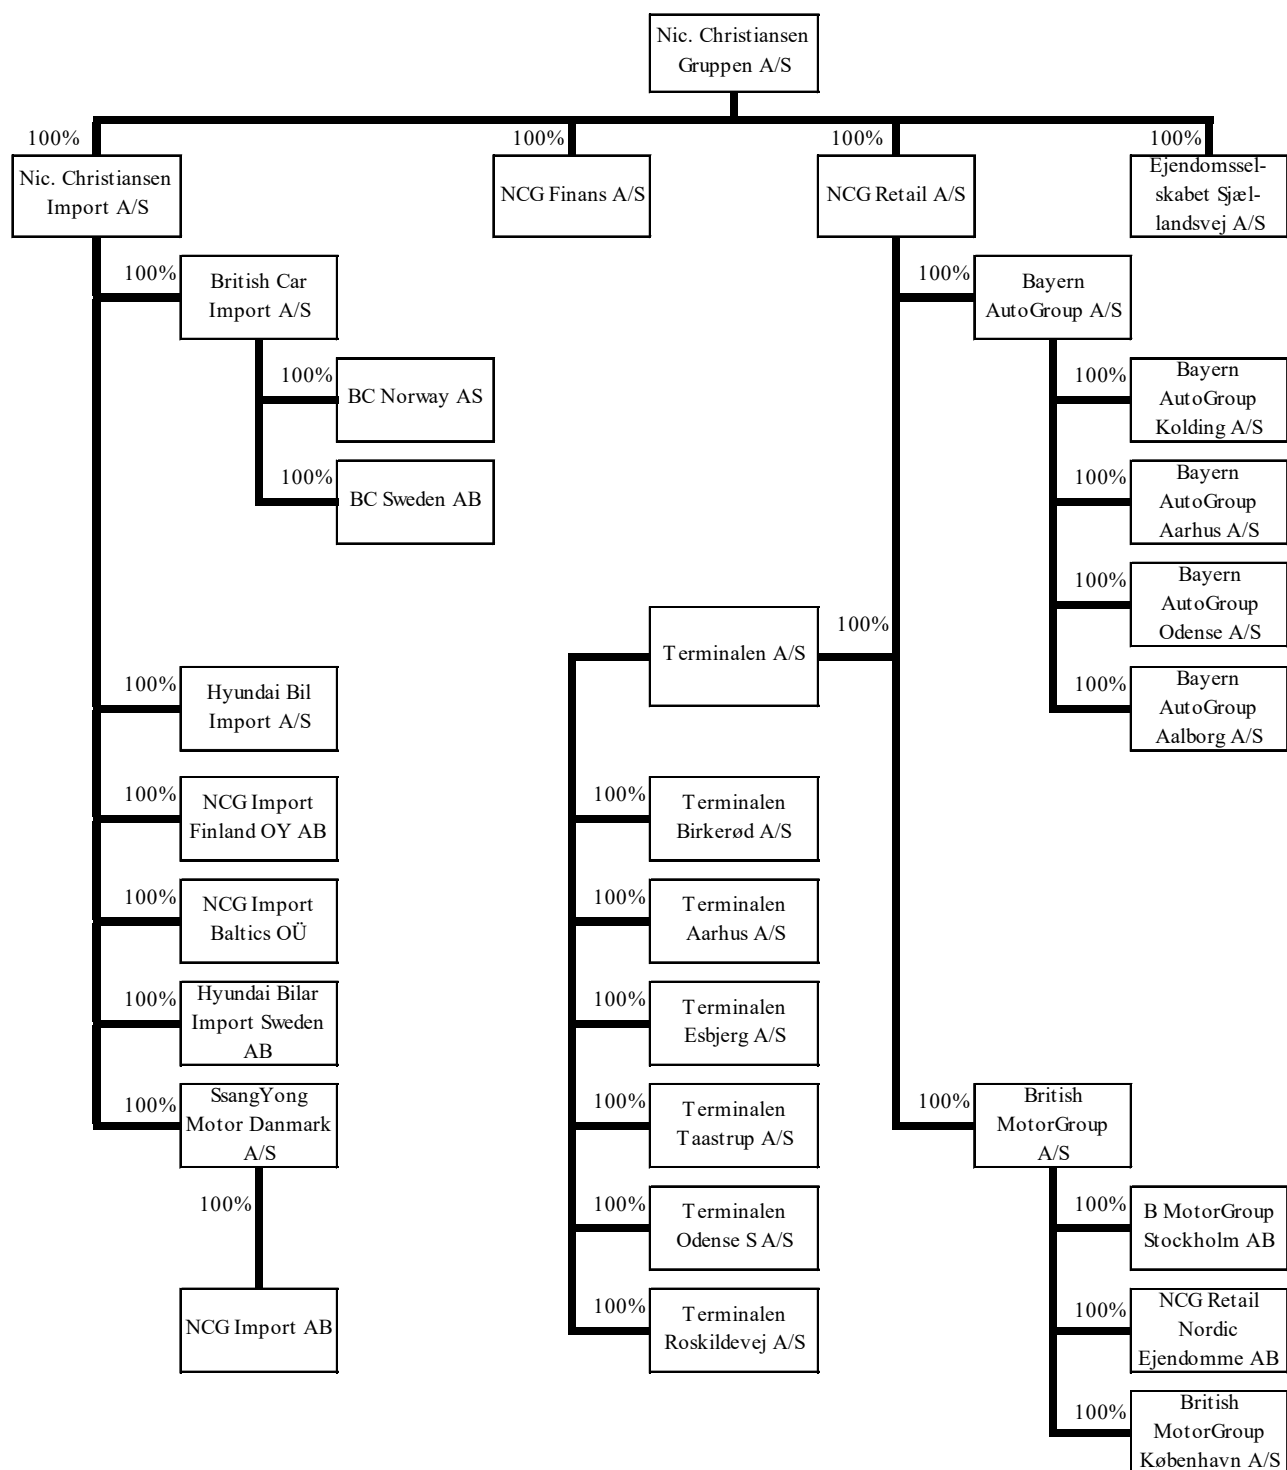 Nic. Christiansen
Gruppen A/S
100%
100%
100%
100%
Nic. Christiansen
Import A/S
NCG Finans A/S
NCG Retail A/S
Ejendomssel-
skabet Sjæl-
landsvej A/S
100%
British Car
Import A/S
100%
Bayern
AutoGroup A/S
100%
BC Norway AS
100%
Bayern
AutoGroup
Kolding A/S
100%
BC Sweden AB
100%
Bayern
AutoGroup
Aarhus A/S
100%
Bayern
AutoGroup
Odense A/S
Terminalen A/S
100%
100%
Hyundai Bil
Import A/S
100%
Bayern
AutoGroup
Aalborg A/S
100%
NCG Import
Finland OY AB
100%
Terminalen
Birkerød A/S
100%
NCG Import
Baltics OÜ
100%
Terminalen
Aarhus A/S
100%
Hyundai Bilar
Import Sweden
AB
100%
Terminalen
Esbjerg A/S
100%
SsangYong
Motor Danmark
A/S
100%
Terminalen
Taastrup A/S
100%
British
MotorGroup
A/S
100%
100%
Terminalen
Odense S A/S
100%
B MotorGroup
Stockholm AB
NCG Import AB
100%
Terminalen
Roskildevej A/S
100%
NCG Retail
Nordic
Ejendomme AB
100%
British
MotorGroup
København A/S